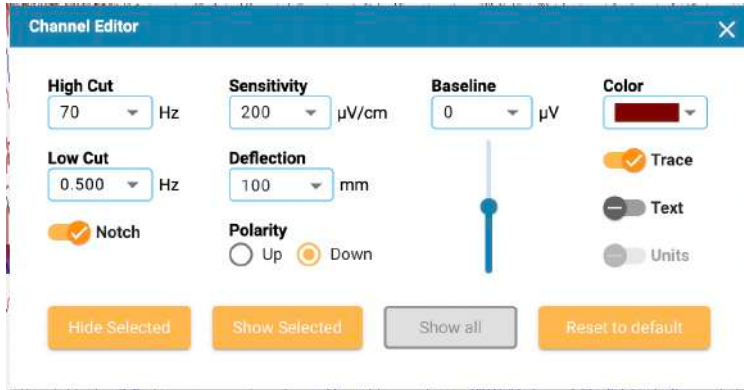 Channel Editor
High Cut
Sensitivity
Baseline
Color
70
Hz
200
µV/cm
0
µV
Low Cut
Deflection
Trace
0.500
Hz
100
mm
Text
Notch
Polarity
Up
Down
Units
Hide Selected
Show Selected
Show all
Reset to default